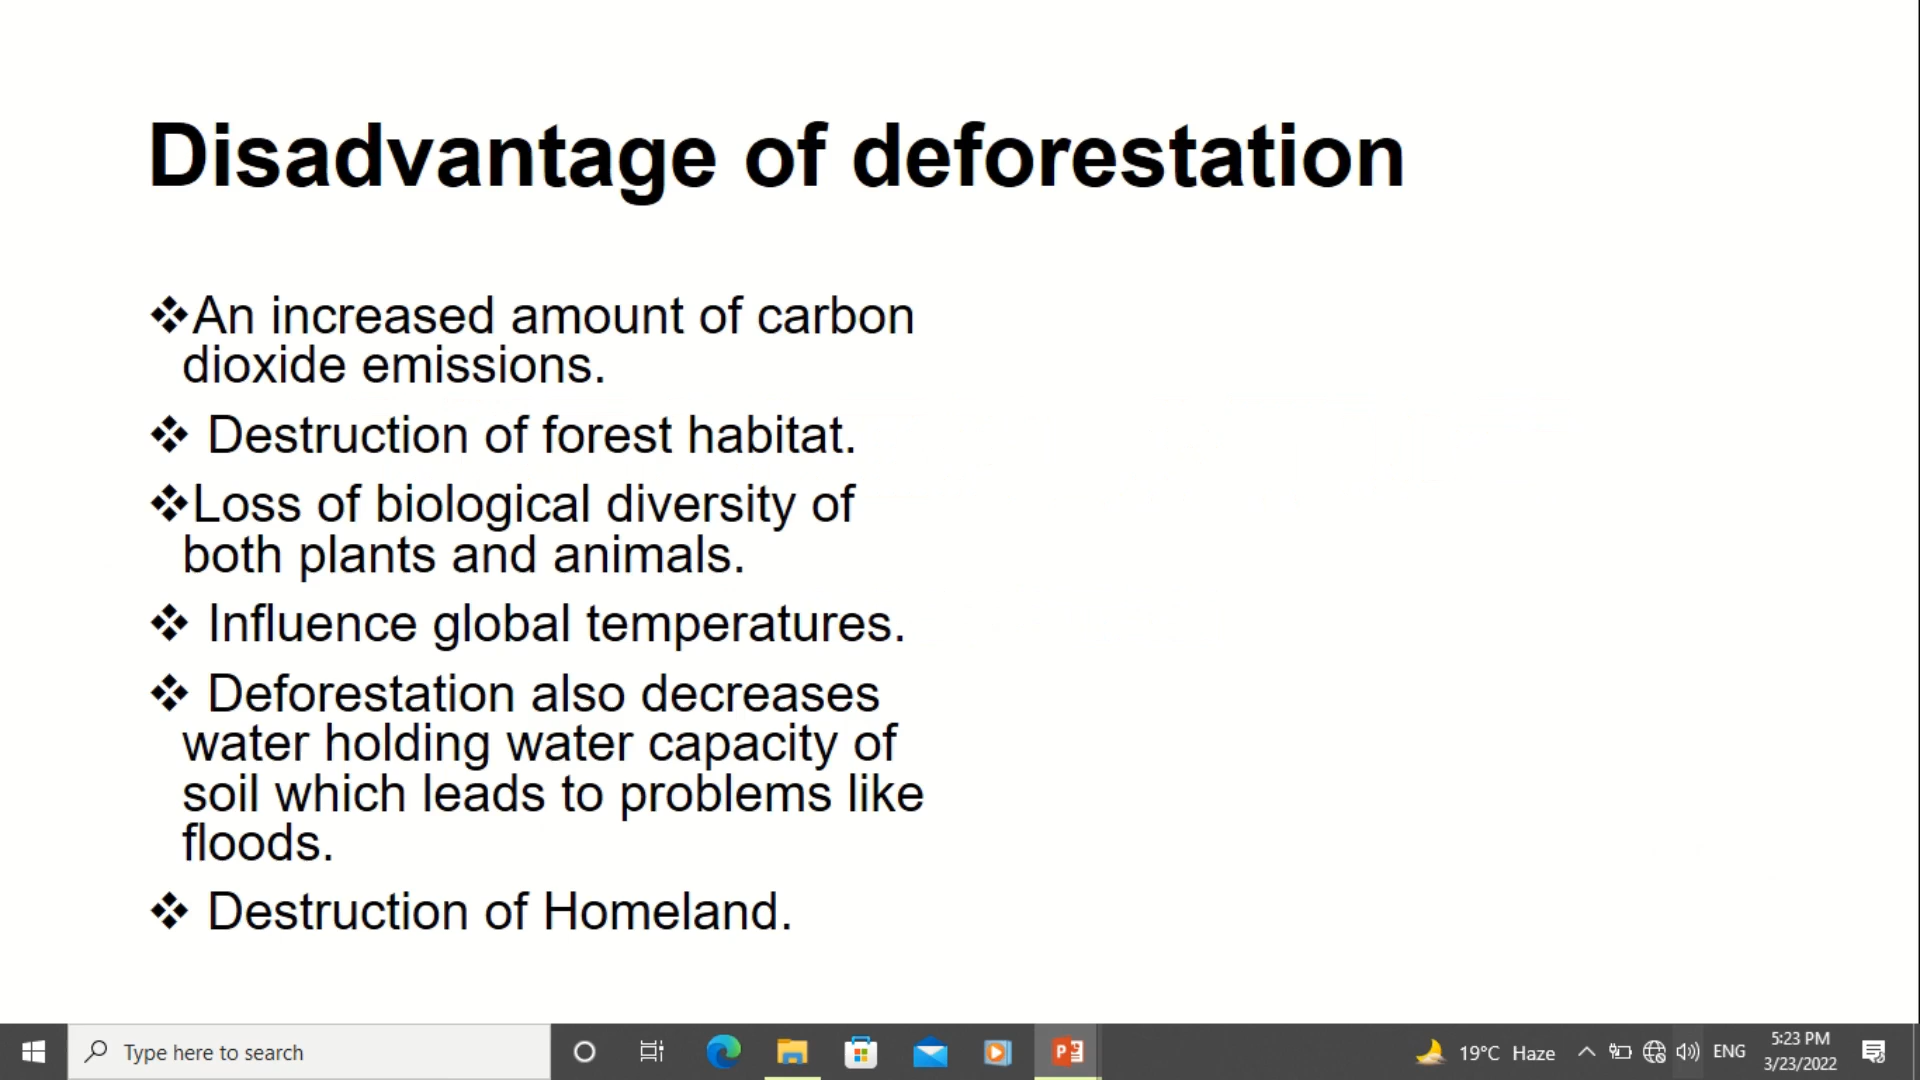 Disadvantage of deforestation
❖An increased amount of carbon
dioxide emissions.
❖ Destruction of forest habitat.
❖Loss of biological diversity of
both plants and animals.
❖ Influence global temperatures.
❖ Deforestation also decreases
water holding water capacity of
soil which leads to problems like
floods.
❖ Destruction of Homeland.
Type here to search
19°C Haze
ENG
5:23 PM
3/23/2022